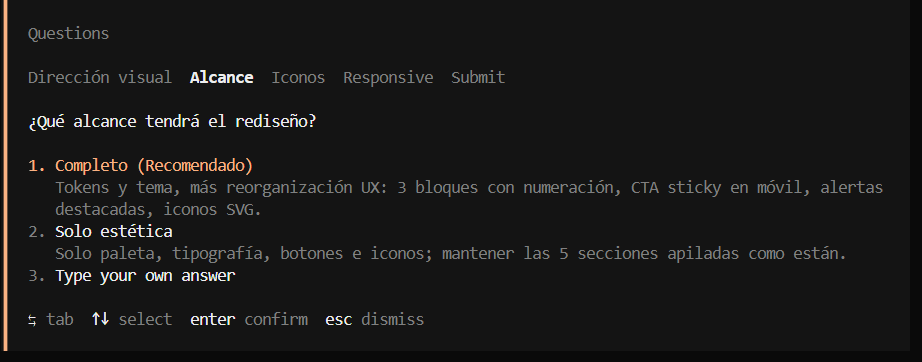 Questions
Dirección visual  Alcance  Iconos  Responsive  Submit
¿Qué alcance tendrá el rediseño?
1. Completo (Recomendado)
Tokens y tema, más reorganización UX: 3 bloques con numeración, CTA sticky en móvil, alertas
destacadas, iconos SVG.
2. Solo estética
Solo paleta, tipografía, botones e iconos; mantener las 5 secciones apiladas como están.
3. Type your own answer
⇆ tab  ↑↓ select  enter confirm  esc dismiss